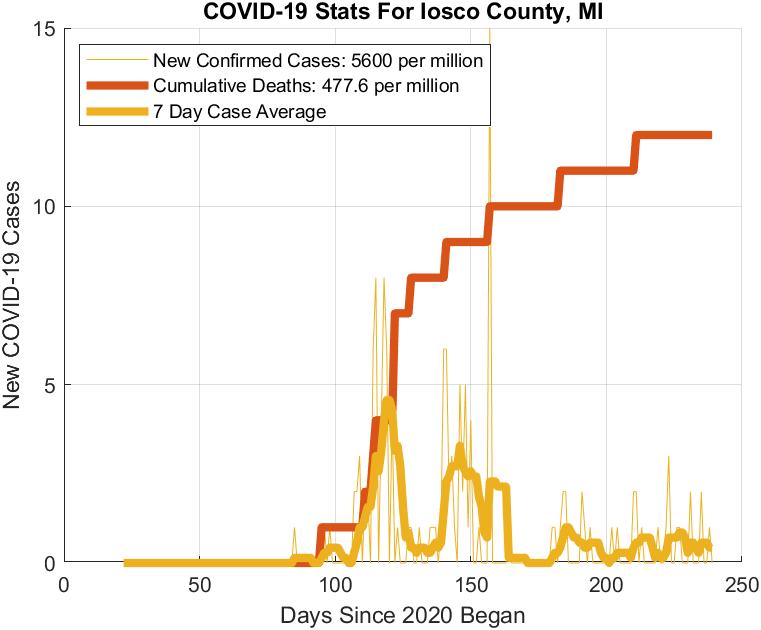 COVID-19 Stats For Iosco County, MI
New Confirmed Cases: 5600 per million
Cumulative Deaths: 477.6 per million
7 Day Case Average
15
10
5
0
New COVID-19 Cases
0 50 100 150 200 250
Days Since 2020 Began